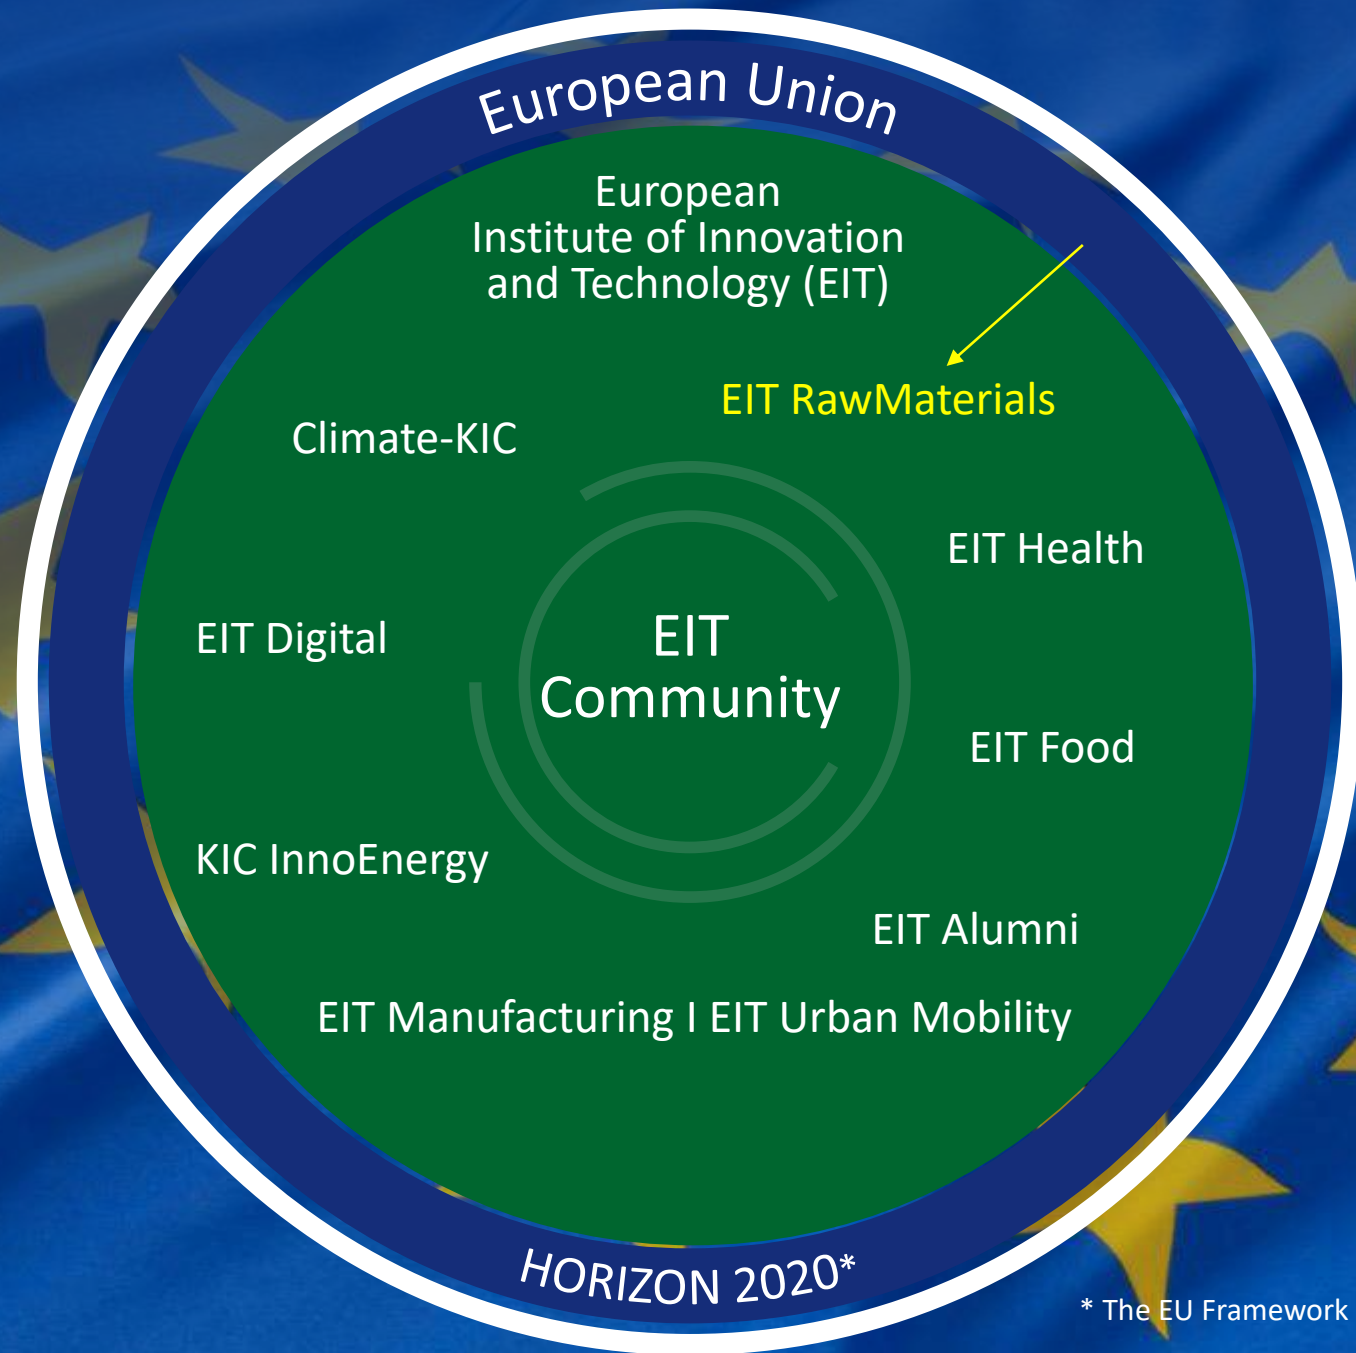 European Union
European
Institute of Innovation
and Technology (EIT)
EIT RawMaterials
Climate-KIC
EIT Health
EIT Digital
EIT
Community
EIT Food
KIC InnoEnergy
EIT Alumni
EIT Manufacturing I EIT Urban Mobility
HORIZON 2020*
* The EU Framework